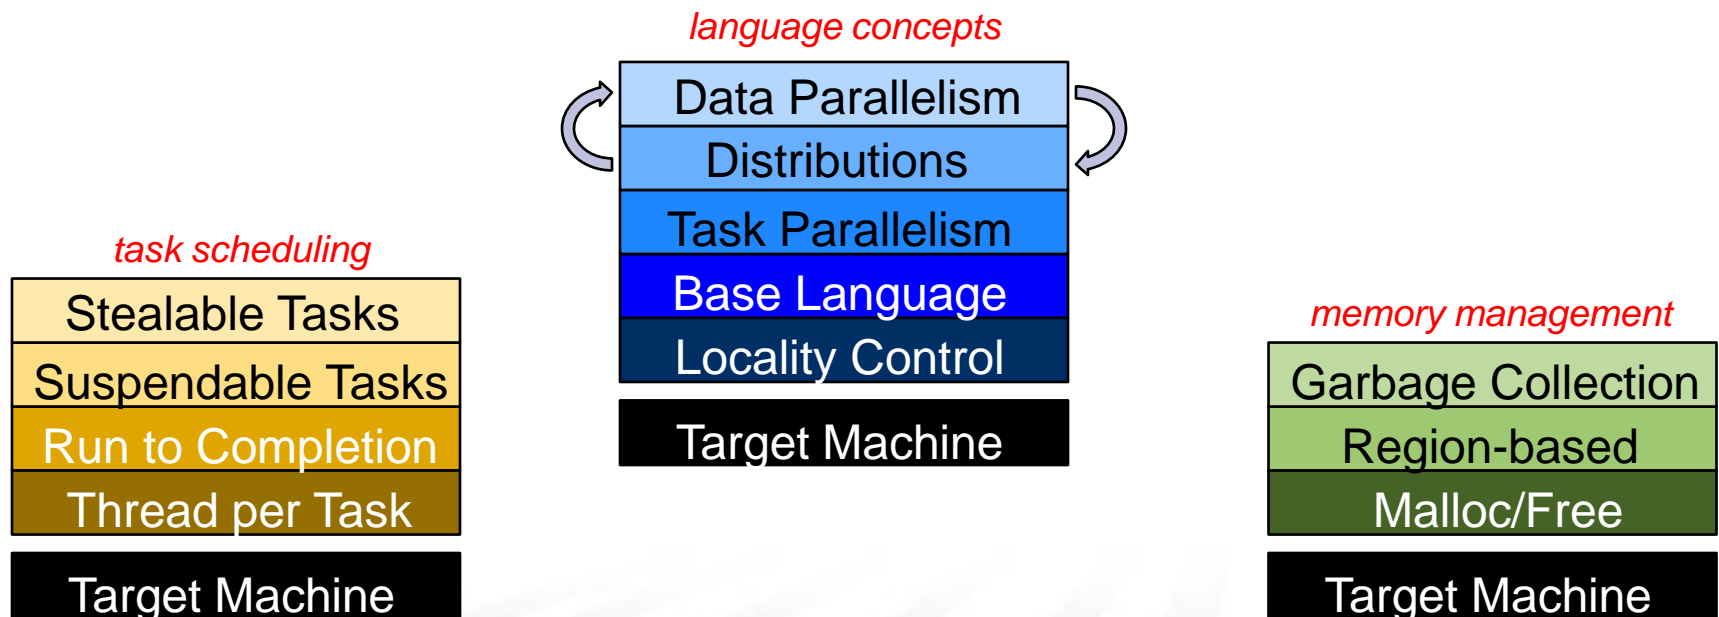 language concepts
Data Parallelism
Distributions
Task Parallelism
Base Language
Locality Control
Target Machine
task scheduling
Stealable Tasks
Suspendable Tasks
Run to Completion
Thread per Task
Target Machine
memory management
Garbage Collection
Region-based
Malloc/Free
Target Machine